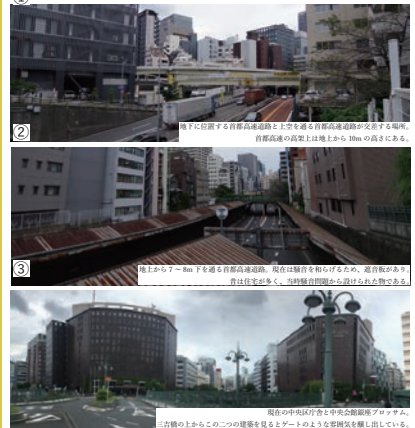 ②
地下に位置する首都高速道路と上空を通る首都高速道路が交差する場所。
首都高速の高架上は地上から10mの高さにある。
③
地上から7〜8m下を通る首都高速道路。現在は騒音を和らげるため、遮音板があり。
昔は住宅が多く、当時騒音問題から設けられた物である。
現在の中央区庁舎と中央会館銀座ブロッサム。
三吉橋の上からこの二つの建築を見るとゲートのような雰囲気を醸し出している。